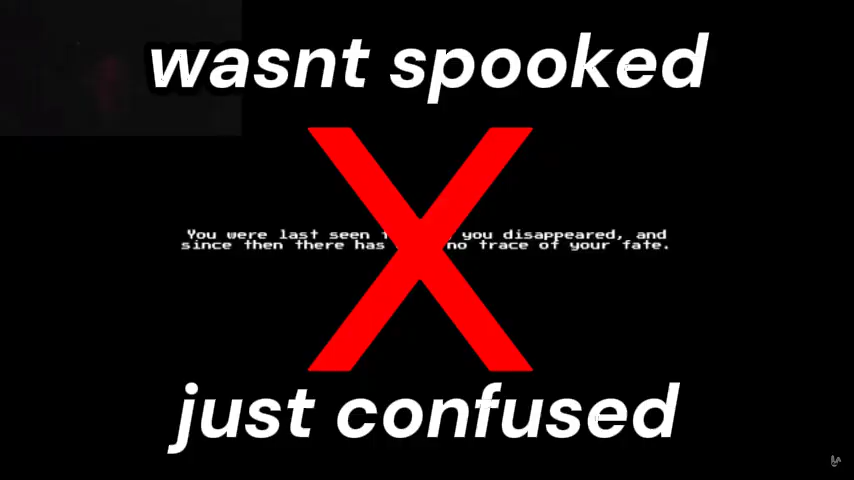 wasnt spooked
You were last seen you disappeared, and
since then there has no trace of your fate.
just confused